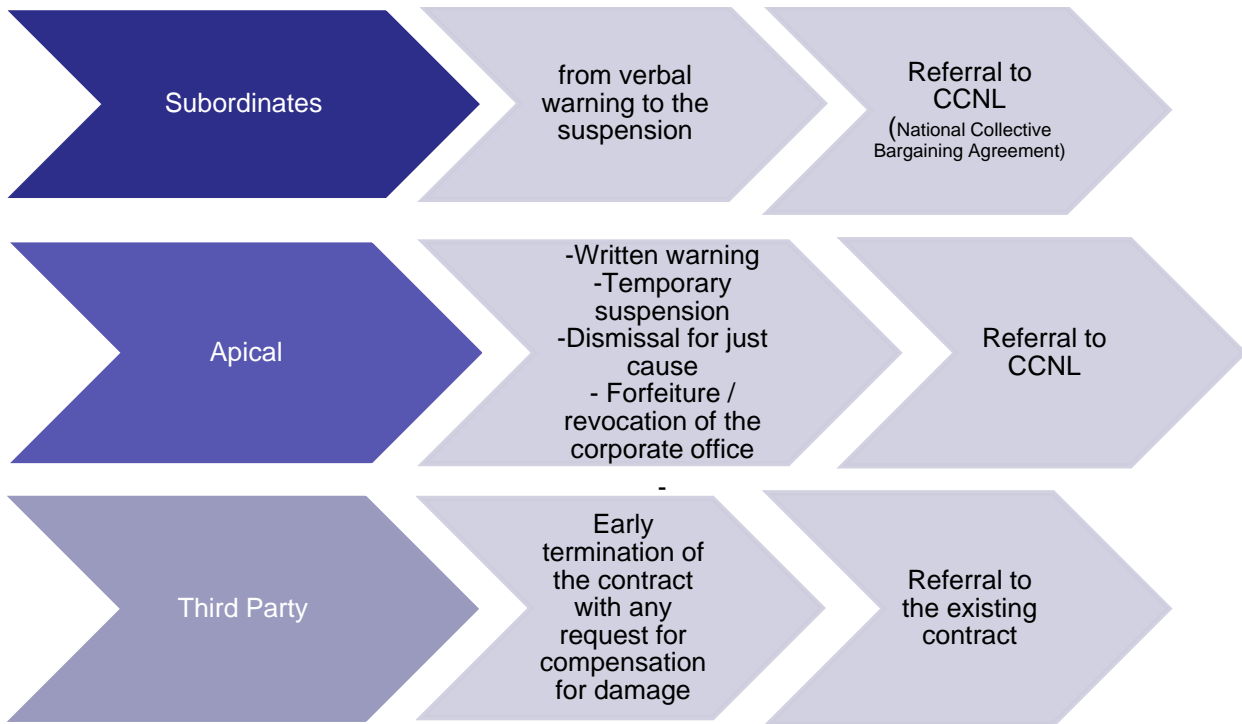 Subordinates
from verbal
warning to the
suspension
Referral to
CCNL
(National Collective
Bargaining Agreement)
Apical
-Written warning
-Temporary
suspension
-Dismissal for just
cause
- Forfeiture /
revocation of the
corporate office
-
Referral to
CCNL
Third Party
Early
termination of
the contract
with any
request for
compensation
for damage
Referral to
the existing
contract